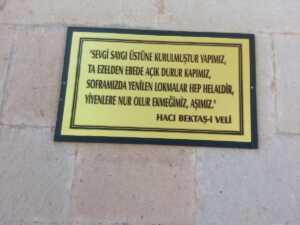 "SEVGİ SAYGI ÜSTÜNE KURULMUŞTUR YAPIMIZ,
TA EZELDEN EBEDE AÇIK DURUR KAPIMIZ,
SOFRAMIZDA YENİLEN LOKMALAR HEP HELALDİR,
YİYENLERE NUR OLUR EKMEĞİMİZ, AŞIMIZ."
HACI BEKTAŞ-I VELİ